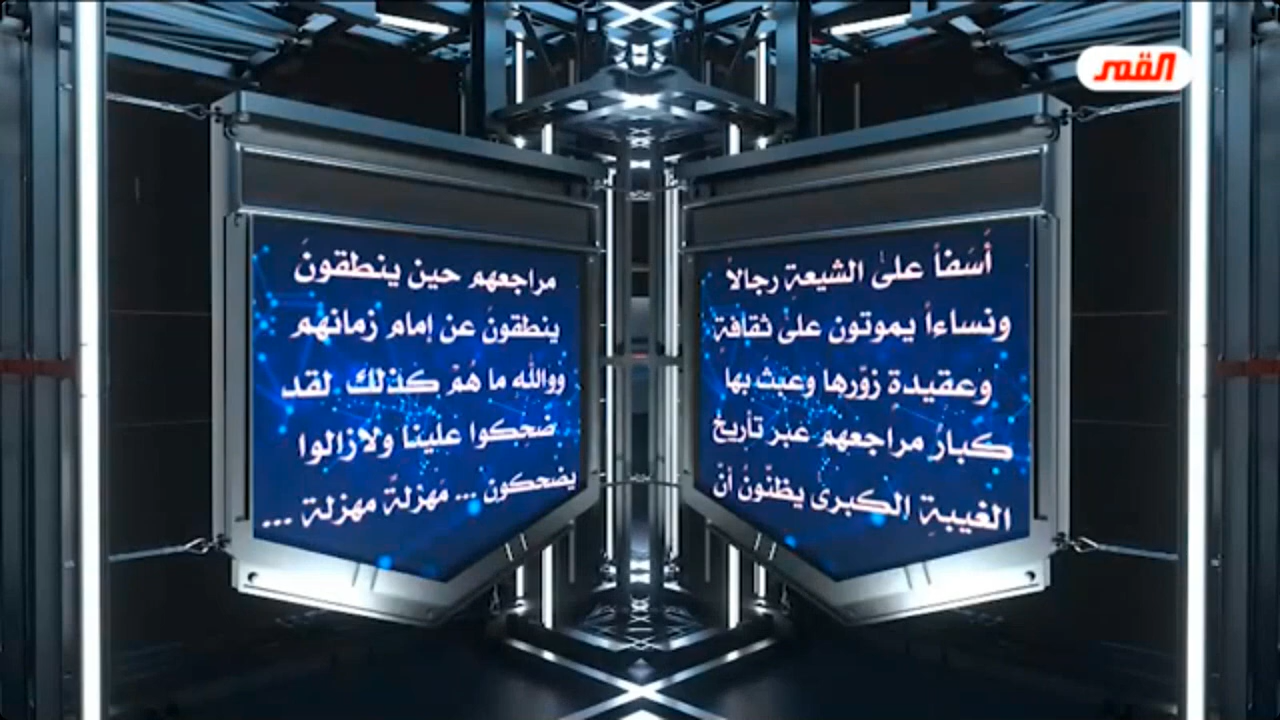 القمر
أَسَفاً علىٰ الشيعةِ رجالاً
ونساءاً يموتون علىٰ ثقافةٍ
وعقيدةٍ زوّرها وعبثَ بها
كبارُ مراجعهم عبر تأريخ
الغيبةِ الكبرى يظنّونَ أنّ
مراجعهم حين ينطقونَ
ينطقونَ عن إمام زمانهم
ووالله ما هُمْ كذلك لقد
ضحكوا علينا ولازالوا
يضحكون ... مهزلةٌ مهزلة ...